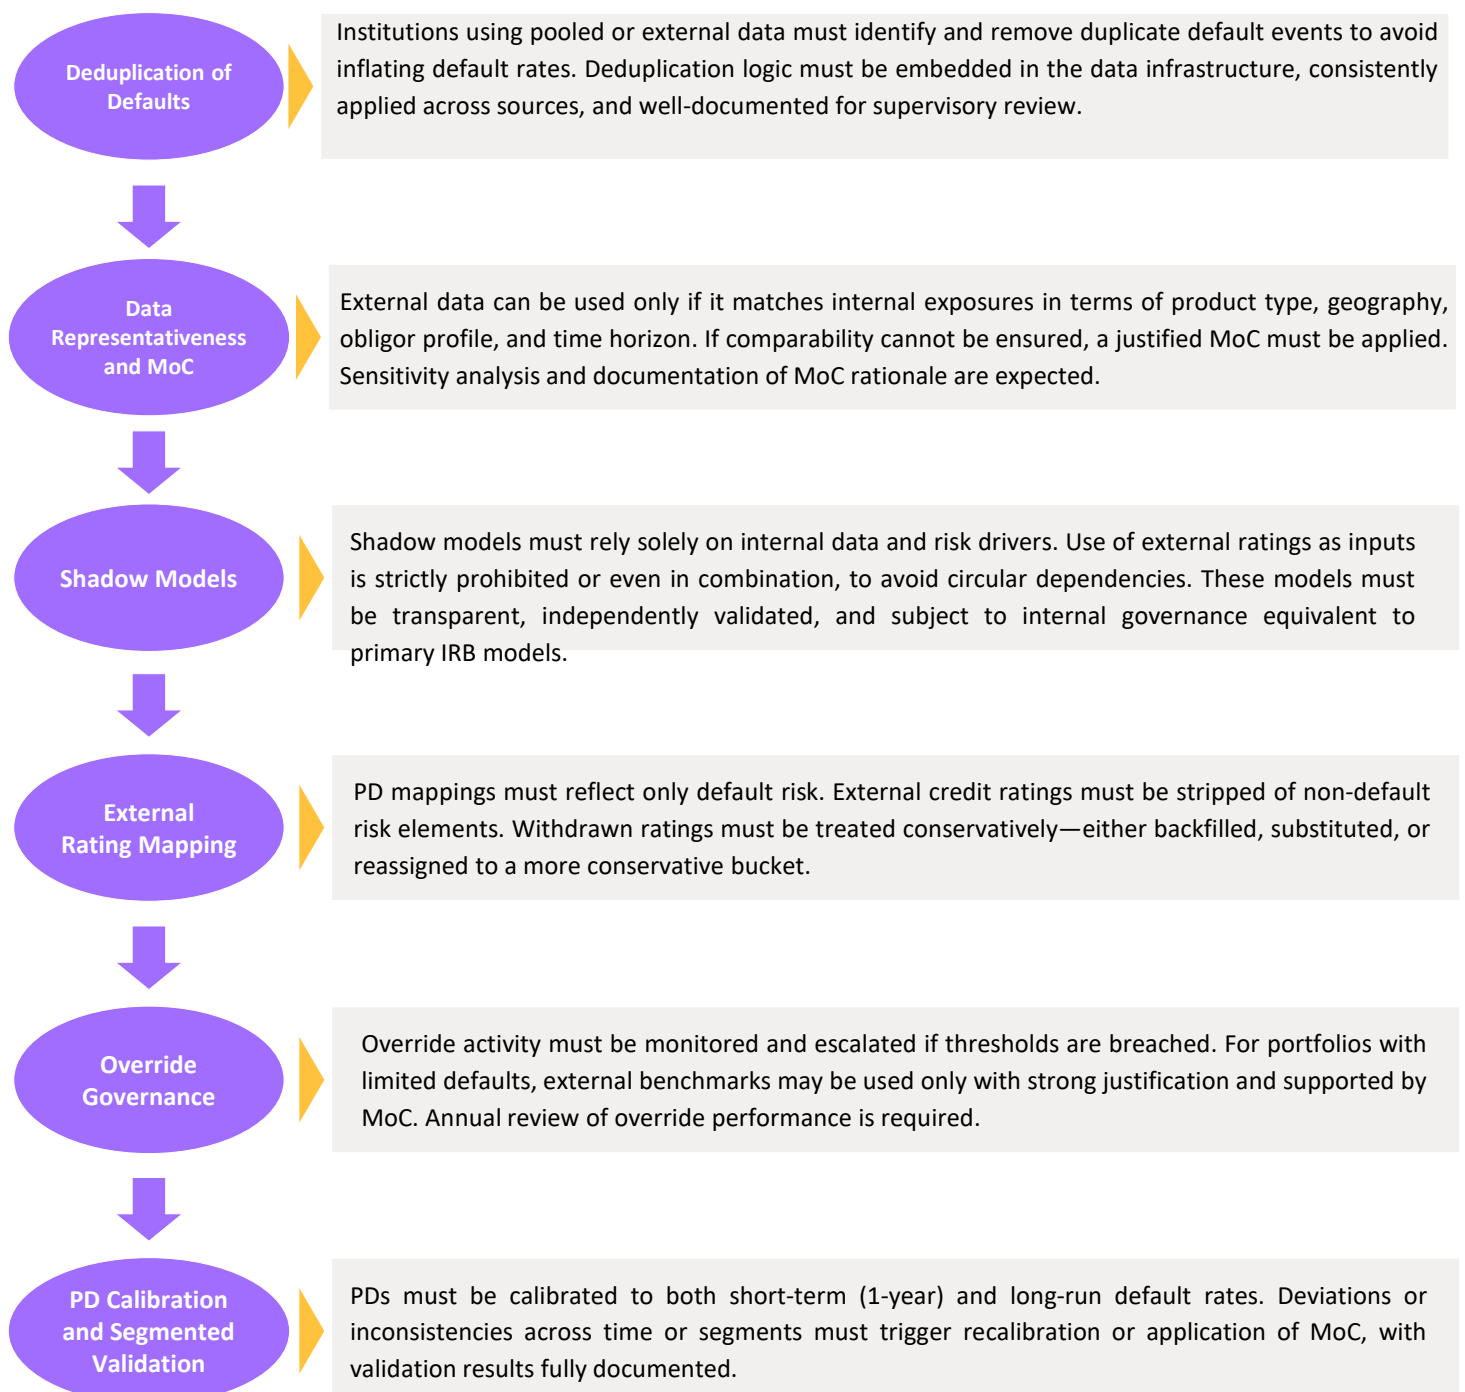 Deduplication of
Defaults
Institutions using pooled or external data must identify and remove duplicate default events to avoid
inflating default rates. Deduplication logic must be embedded in the data infrastructure, consistently
applied across sources, and well-documented for supervisory review.
Data
Representativeness
and MoC
External data can be used only if it matches internal exposures in terms of product type, geography,
obligor profile, and time horizon. If comparability cannot be ensured, a justified MoC must be applied.
Sensitivity analysis and documentation of MoC rationale are expected.
Shadow Models
Shadow models must rely solely on internal data and risk drivers. Use of external ratings as inputs
is strictly prohibited or even in combination, to avoid circular dependencies. These models must
be transparent, independently validated, and subject to internal governance equivalent to
primary IRB models.
External
Rating Mapping
PD mappings must reflect only default risk. External credit ratings must be stripped of non-default
risk elements. Withdrawn ratings must be treated conservatively—either backfilled, substituted, or
reassigned to a more conservative bucket.
Override
Governance
Override activity must be monitored and escalated if thresholds are breached. For portfolios with
limited defaults, external benchmarks may be used only with strong justification and supported by
MoC. Annual review of override performance is required.
PD Calibration
and Segmented
Validation
PDs must be calibrated to both short-term (1-year) and long-run default rates. Deviations or
inconsistencies across time or segments must trigger recalibration or application of MoC, with
validation results fully documented.